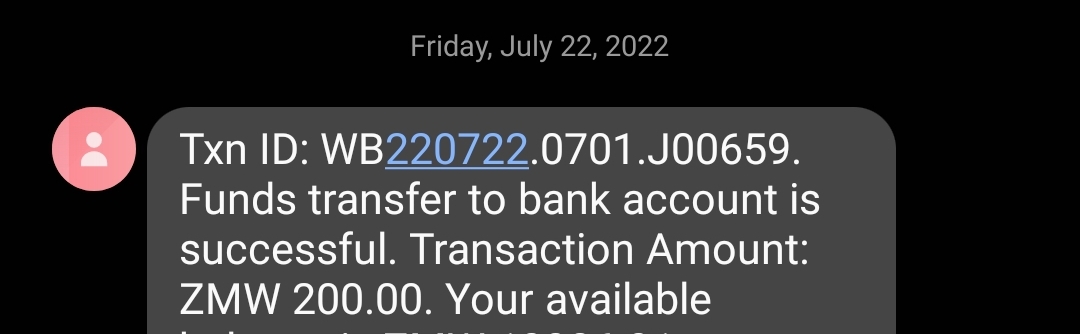 Friday, July 22, 2022
Txn ID: WB220722.0701.J00659.
Funds transfer to bank account is
successful. Transaction Amount:
ZMW 200.00. Your available